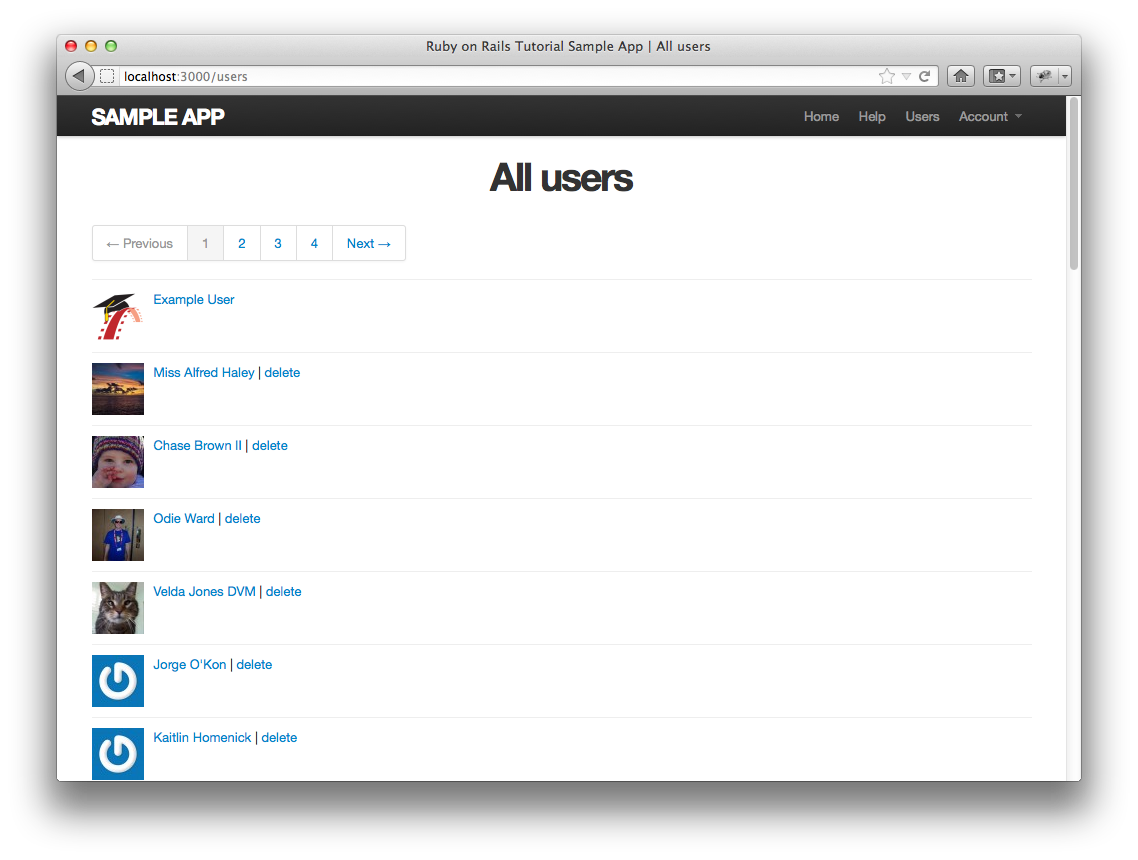 Ruby on Rails Tutorial Sample App | All users
localhost:3000/users
SAMPLE APP Home Help Users Account
All users
← Previous 1 2 3 4 Next →
Example User
Miss Alfred Haley | delete
Chase Brown II | delete
Odie Ward | delete
Velda Jones DVM | delete
Jorge O'Kon | delete
Kaitlin Homenick | delete